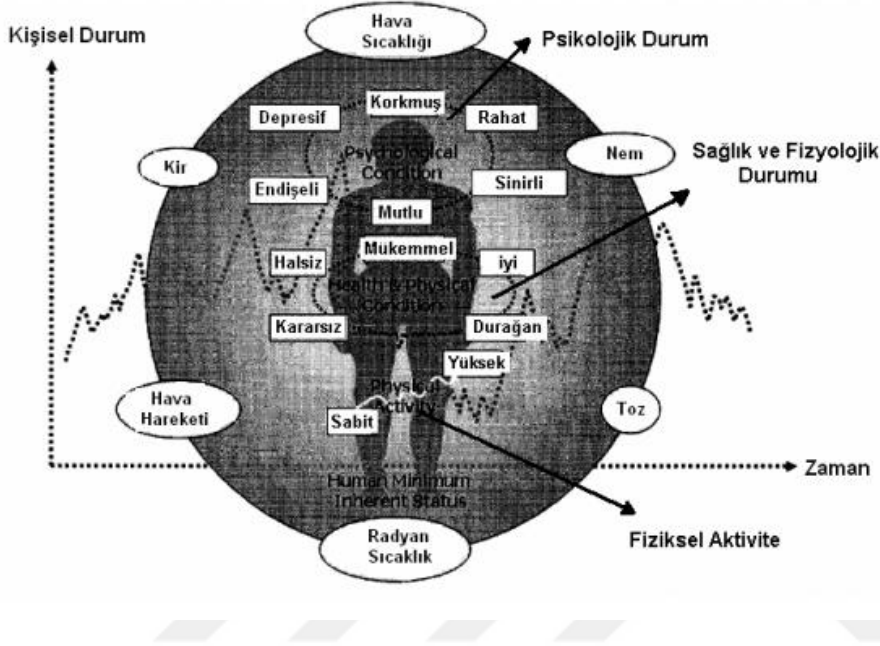 Hava
Sıcaklığı
Kişisel Durum
Psikolojik Durum
Korkmuş
Depresif
Rahat
Kir
Psychological
Condition
Nem
Sağlık ve Fizyolojik
Durumu
Endişeli
Sinirli
Mutlu
Mükemmel
Halsiz
iyi
Health & Physical
Condition
Kararsız
Durağan
Yüksek
Physical
Activity
Hava
Hareketi
Sabit
Toz
Zaman
Human Minimum
Inherent Status
Radyan
Sıcaklık
Fiziksel Aktivite